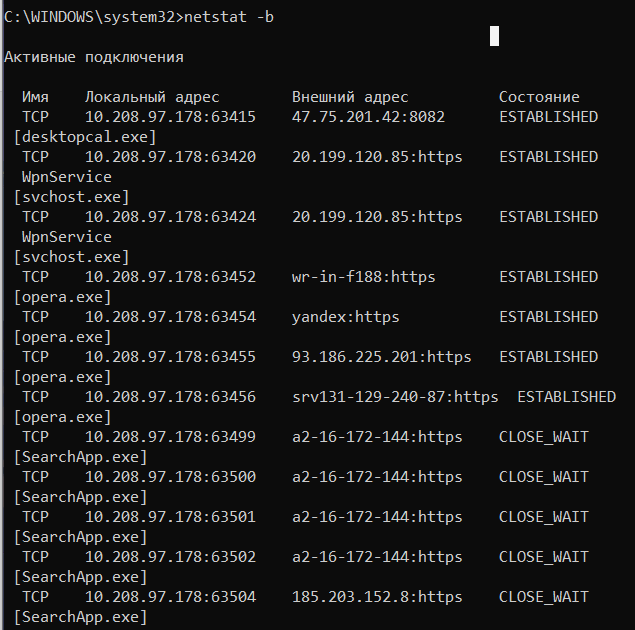 C:\WINDOWS\system32>netstat -b
Активные подключения
Имя Локальный адрес Внешний адрес Состояние
TCP 10.208.97.178:63415 47.75.201.42:8082 ESTABLISHED
[desktopcal.exe]
TCP 10.208.97.178:63420 20.199.120.85:https ESTABLISHED
WpnService
[svchost.exe]
TCP 10.208.97.178:63424 20.199.120.85:https ESTABLISHED
WpnService
[svchost.exe]
TCP 10.208.97.178:63452 wr-in-f188:https ESTABLISHED
[opera.exe]
TCP 10.208.97.178:63454 yandex:https ESTABLISHED
[opera.exe]
TCP 10.208.97.178:63455 93.186.225.201:https ESTABLISHED
[opera.exe]
TCP 10.208.97.178:63456 srv131-129-240-87:https ESTABLISHED
[opera.exe]
TCP 10.208.97.178:63499 a2-16-172-144:https CLOSE_WAIT
[SearchApp.exe]
TCP 10.208.97.178:63500 a2-16-172-144:https CLOSE_WAIT
[SearchApp.exe]
TCP 10.208.97.178:63501 a2-16-172-144:https CLOSE_WAIT
[SearchApp.exe]
TCP 10.208.97.178:63502 a2-16-172-144:https CLOSE_WAIT
[SearchApp.exe]
TCP 10.208.97.178:63504 185.203.152.8:https CLOSE_WAIT
[SearchApp.exe]